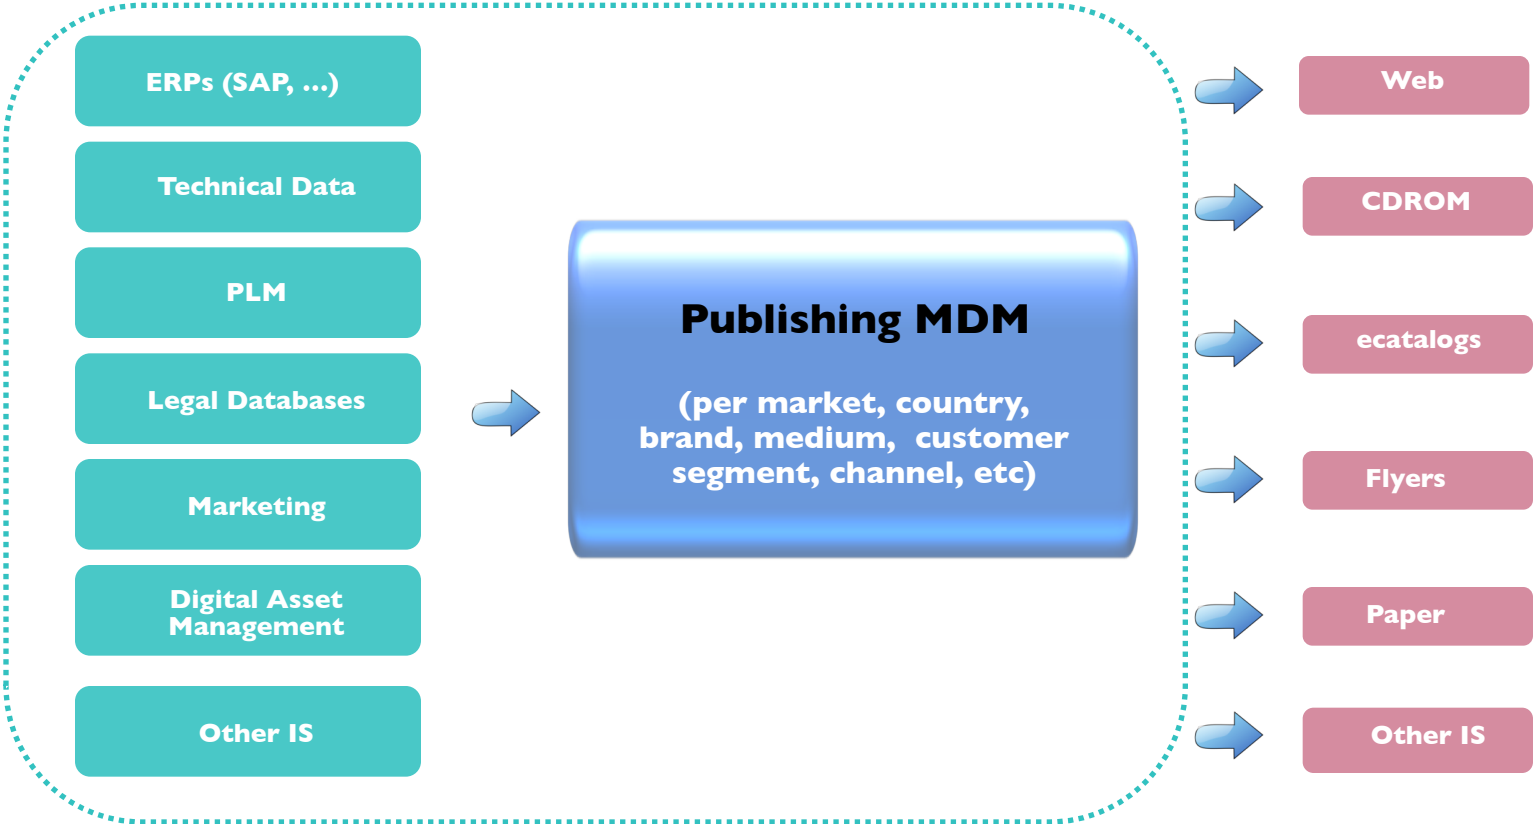 ERPs (SAP, ...)
Technical Data
PLM
Legal Databases
Marketing
Digital Asset
Management
Other IS
Publishing MDM
(per market, country,
brand, medium,  customer
segment, channel, etc)
Web
CDROM
ecatalogs
Flyers
Paper
Other IS